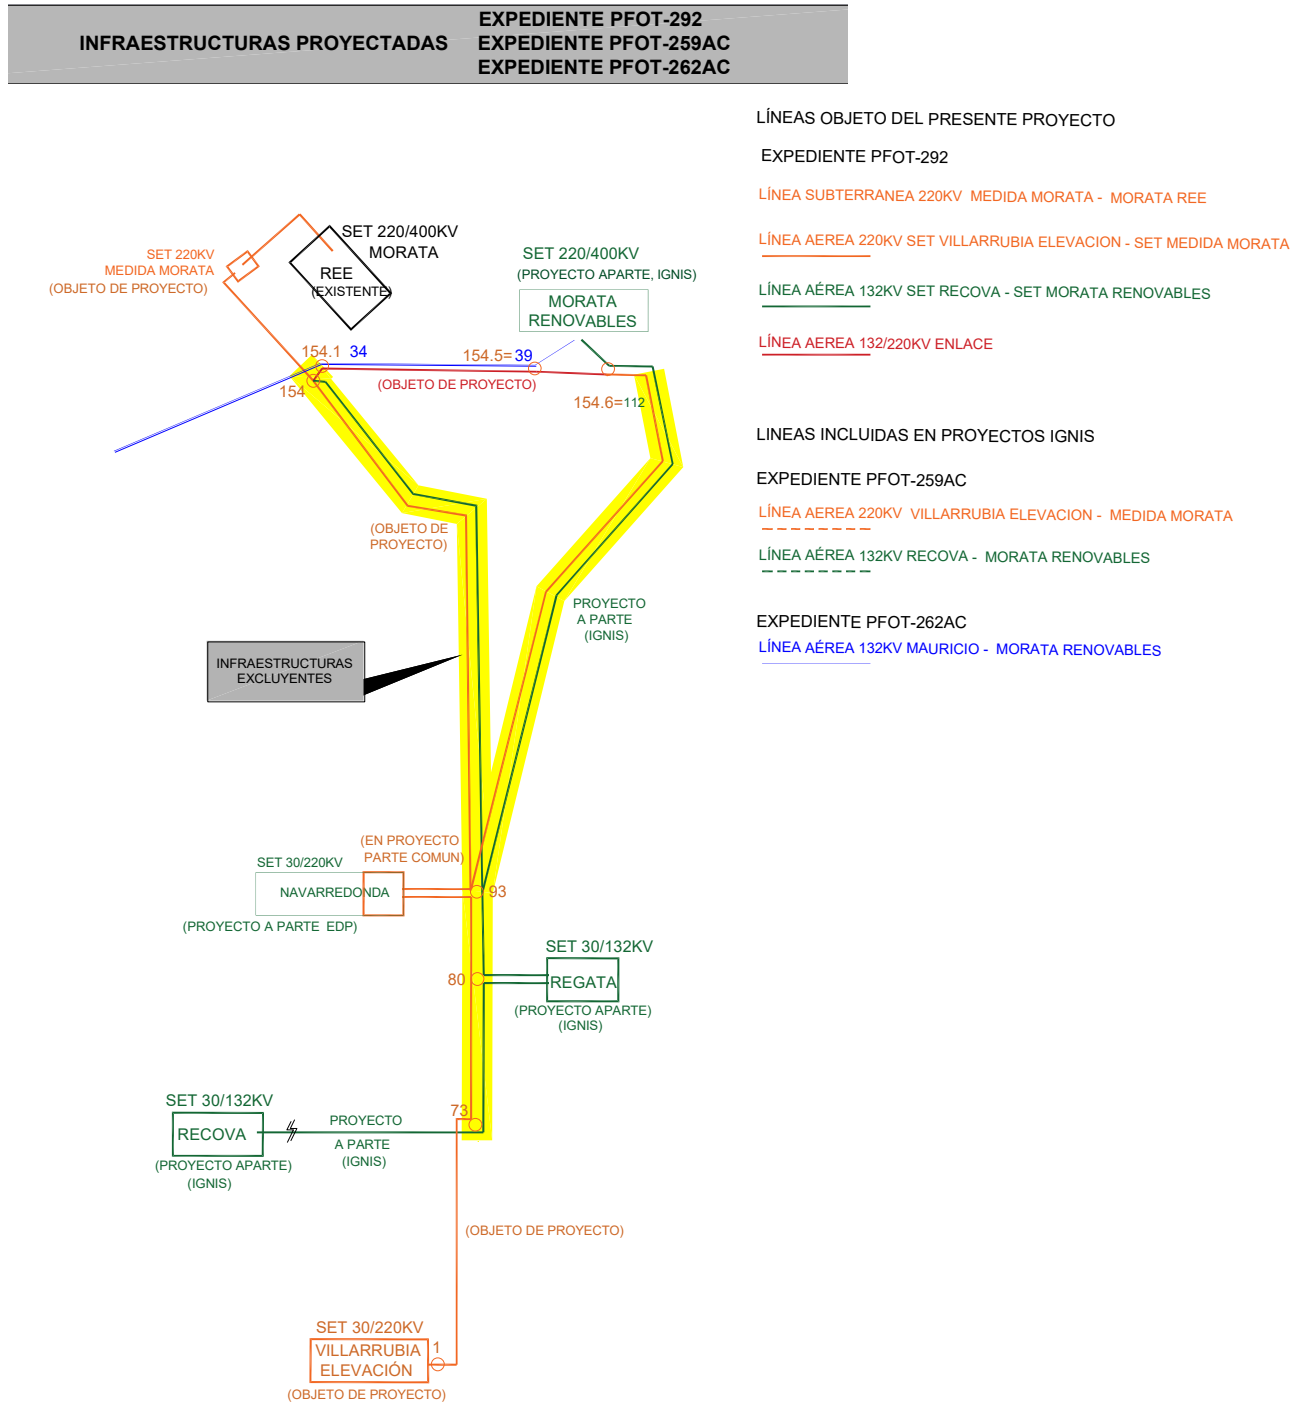 INFRAESTRUCTURAS PROYECTADAS
EXPEDIENTE PFOT-292
EXPEDIENTE PFOT-259AC
EXPEDIENTE PFOT-262AC
LÍNEAS OBJETO DEL PRESENTE PROYECTO
EXPEDIENTE PFOT-292
LÍNEA SUBTERRANEA 220KV MEDIDA MORATA - MORATA REE
LÍNEA AEREA 220KV SET VILLARRUBIA ELEVACION - SET MEDIDA MORATA
LÍNEA AÉREA 132KV SET RECOVA - SET MORATA RENOVABLES
LÍNEA AEREA 132/220KV ENLACE
LINEAS INCLUIDAS EN PROYECTOS IGNIS
EXPEDIENTE PFOT-259AC
LÍNEA AEREA 220KV VILLARRUBIA ELEVACION - MEDIDA MORATA
LÍNEA AÉREA 132KV RECOVA - MORATA RENOVABLES
EXPEDIENTE PFOT-262AC
LÍNEA AÉREA 132KV MAURICIO - MORATA RENOVABLES
SET 220KV
MEDIDA MORATA
(OBJETO DE PROYECTO)
SET 220/400KV
MORATA
REE
(EXISTENTE)
SET 220/400KV
(PROYECTO APARTE, IGNIS)
MORATA
RENOVABLES
154.1 34
154.5= 39
(OBJETO DE PROYECTO)
154
154.6=112
(OBJETO DE
PROYECTO)
PROYECTO
A PARTE
(IGNIS)
INFRAESTRUCTURAS
EXCLUYENTES
(EN PROYECTO
PARTE COMUN)
SET 30/220KV
NAVARREDONDA
(PROYECTO A PARTE EDP)
93
SET 30/132KV
80
REGATA
(PROYECTO APARTE)
(IGNIS)
SET 30/132KV
RECOVA
(PROYECTO APARTE)
(IGNIS)
PROYECTO
A PARTE
(IGNIS)
73
(OBJETO DE PROYECTO)
SET 30/220KV
VILLARRUBIA
ELEVACIÓN
1
(OBJETO DE PROYECTO)